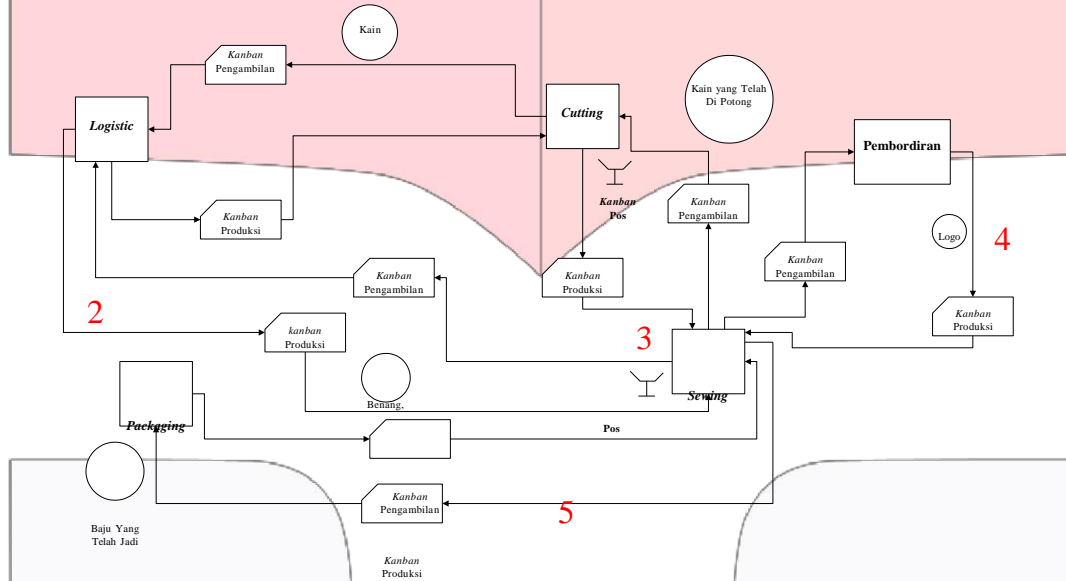 Kain
Kanban
Pengambilan
Logistic
Cutting
Kain yang Telah
Di Potong
Pembordiran
Kanban
Pos
Kanban
Pengambilan
Kanban
Produksi
Logo
4
Kanban
Pengambilan
Kanban
Pengambilan
Kanban
Produksi
Kanban
Produksi
2
kanban
Produksi
3
Sewing
Benang,
Packaging
Pos
Kanban
Pengambilan
5
Baju Yang
Telah Jadi
Kanban
Produksi